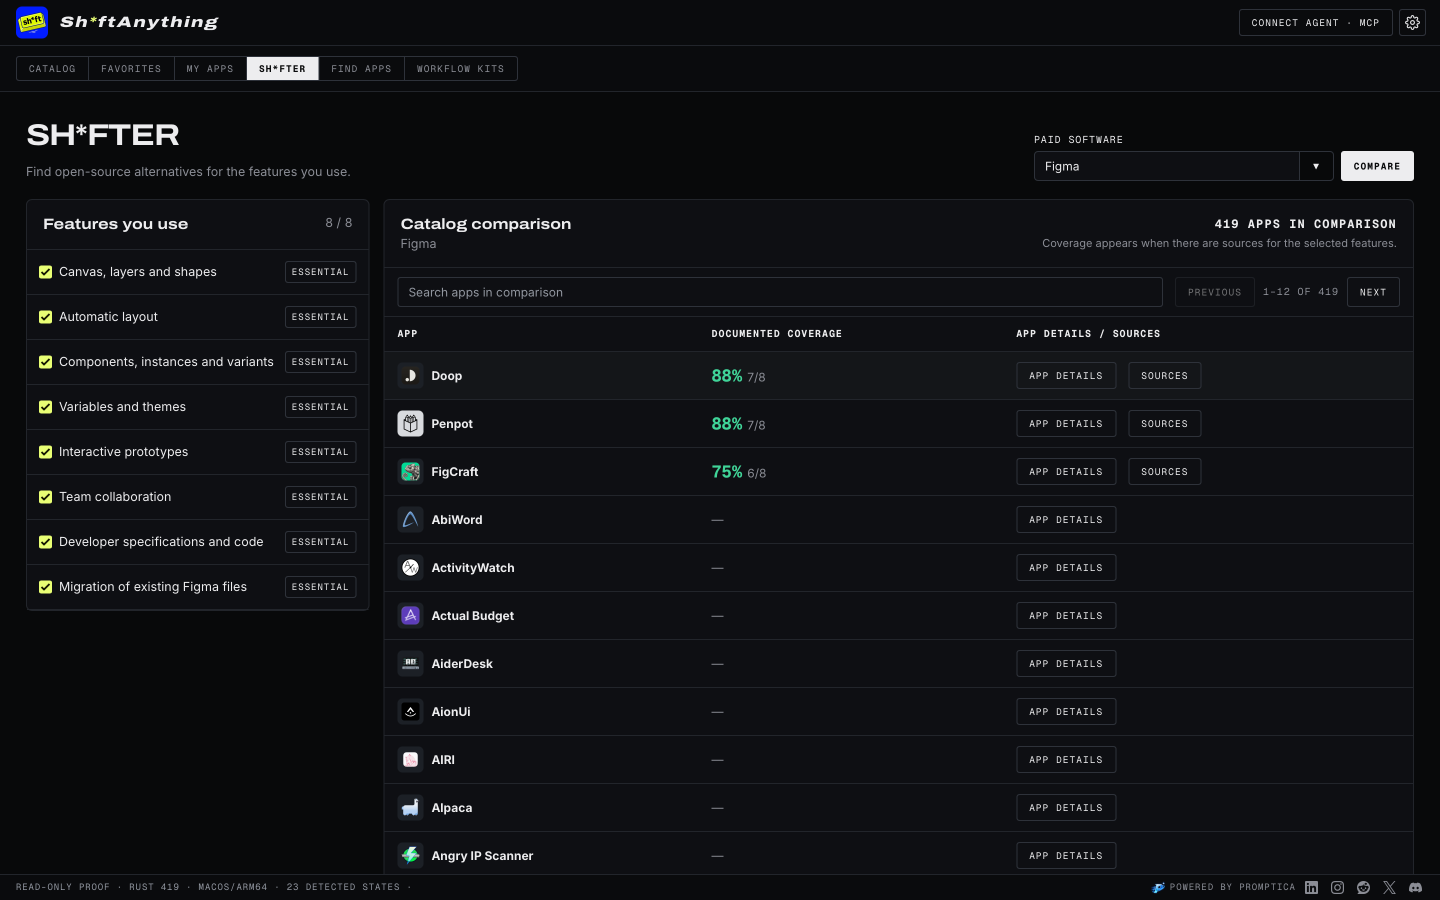 sh*ft
Sh*ftAnything
CONNECT AGENT · MCP
CATALOG
FAVORITES
MY APPS
SH*FTER
FIND APPS
WORKFLOW KITS
SH*FTER
Find open-source alternatives for the features you use.
PAID SOFTWARE
Figma
COMPARE
Features you use 8 / 8
Canvas, layers and shapes ESSENTIAL
Automatic layout ESSENTIAL
Components, instances and variants ESSENTIAL
Variables and themes ESSENTIAL
Interactive prototypes ESSENTIAL
Team collaboration ESSENTIAL
Developer specifications and code ESSENTIAL
Migration of existing Figma files ESSENTIAL
Catalog comparison
Figma
419 APPS IN COMPARISON
Coverage appears when there are sources for the selected features.
Search apps in comparison
PREVIOUS 1–12 OF 419 NEXT
APP DOCUMENTED COVERAGE APP DETAILS / SOURCES
Doop 88% 7/8 APP DETAILS SOURCES
Penpot 88% 7/8 APP DETAILS SOURCES
FigCraft 75% 6/8 APP DETAILS SOURCES
AbiWord — APP DETAILS
ActivityWatch — APP DETAILS
Actual Budget — APP DETAILS
AiderDesk — APP DETAILS
AionUi — APP DETAILS
AIRI — APP DETAILS
Alpaca — APP DETAILS
Angry IP Scanner — APP DETAILS
READ-ONLY PROOF · RUST 419 · MACOS/ARM64 · 23 DETECTED STATES ·
POWERED BY PROMPTICA